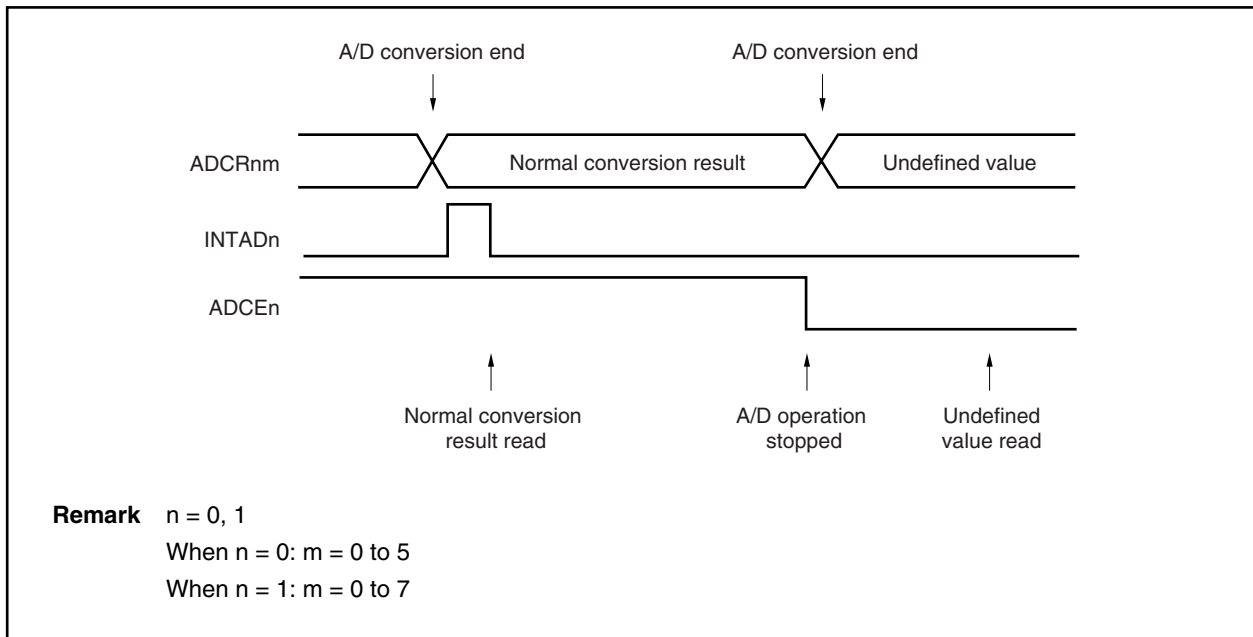 A/D conversion end
A/D conversion end
ADCRnm
Normal conversion result
Undefined value
INTADn
ADCEn
Normal conversion
result read
A/D operation
stopped
Undefined
value read
Remark n = 0, 1
When n = 0: m = 0 to 5
When n = 1: m = 0 to 7